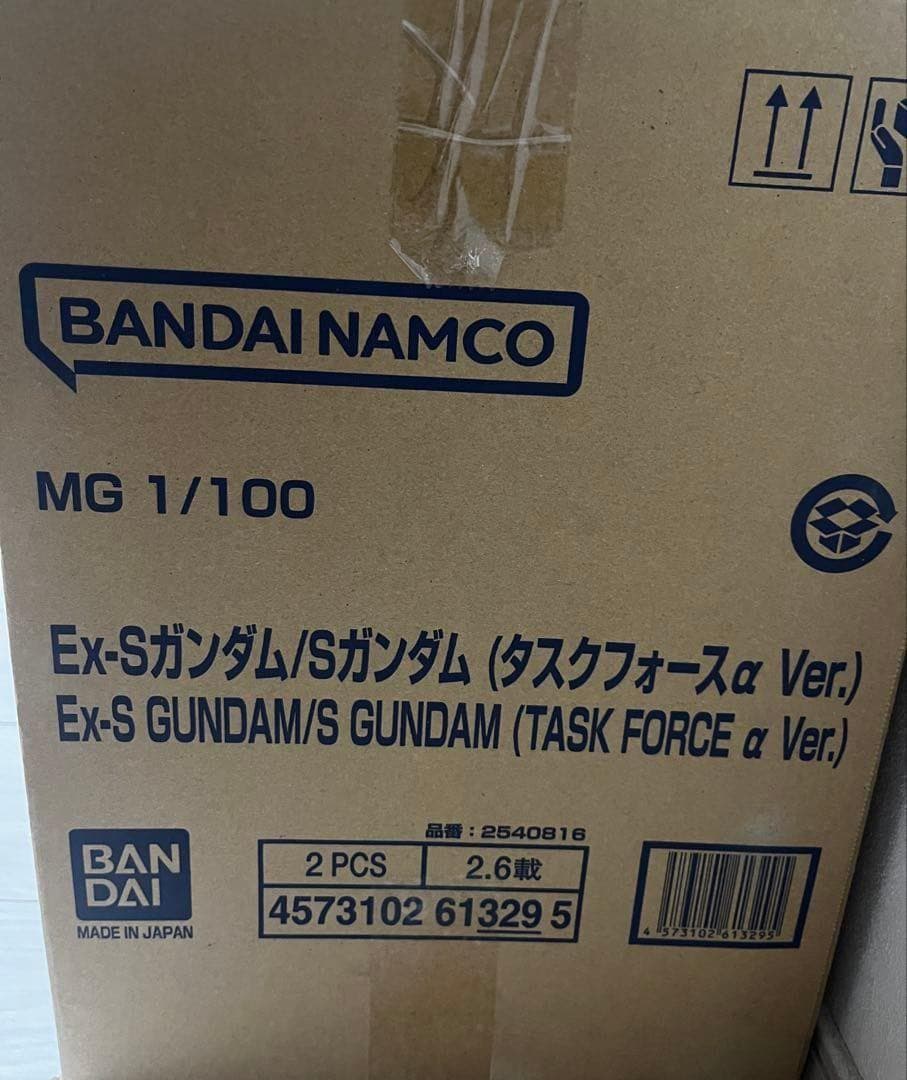 BANDAI NAMCO
MG 1/100
Ex-Sガンダム/Sガンダム (タスクフォースα Ver.)
Ex-S GUNDAM/S GUNDAM (TASK FORCE α Ver.)
品番:2540816
BAN
DAI
MADE IN JAPAN
2 PCS 2.6載
4573102 61329 5
4 573102 613295